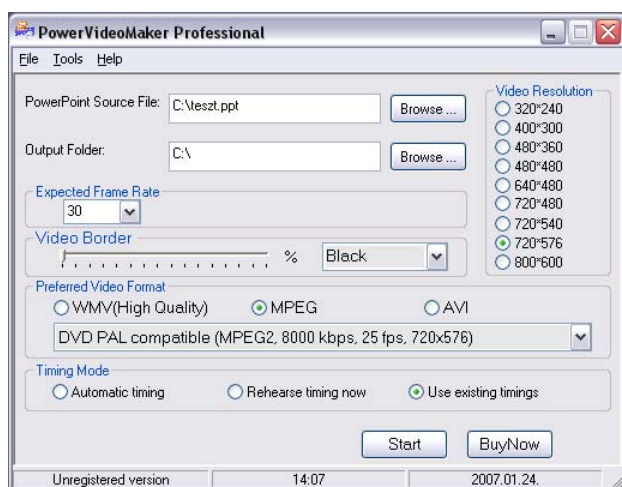 PowerVideoMaker Professional
File Tools Help
PowerPoint Source File: C:\teszt.ppt Browse ...
Output Folder: C:\ Browse ...
Video Resolution
320*240
400*300
480*360
480*480
640*480
720*480
720*540
720*576
800*600
Expected Frame Rate
30
Video Border
% Black
Preferred Video Format
WMV(High Quality) MPEG AVI
DVD PAL compatible (MPEG2, 8000 kbps, 25 fps, 720x576)
Timing Mode
Automatic timing Rehearse timing now Use existing timings
Start BuyNow
Unregistered version 14:07 2007.01.24.